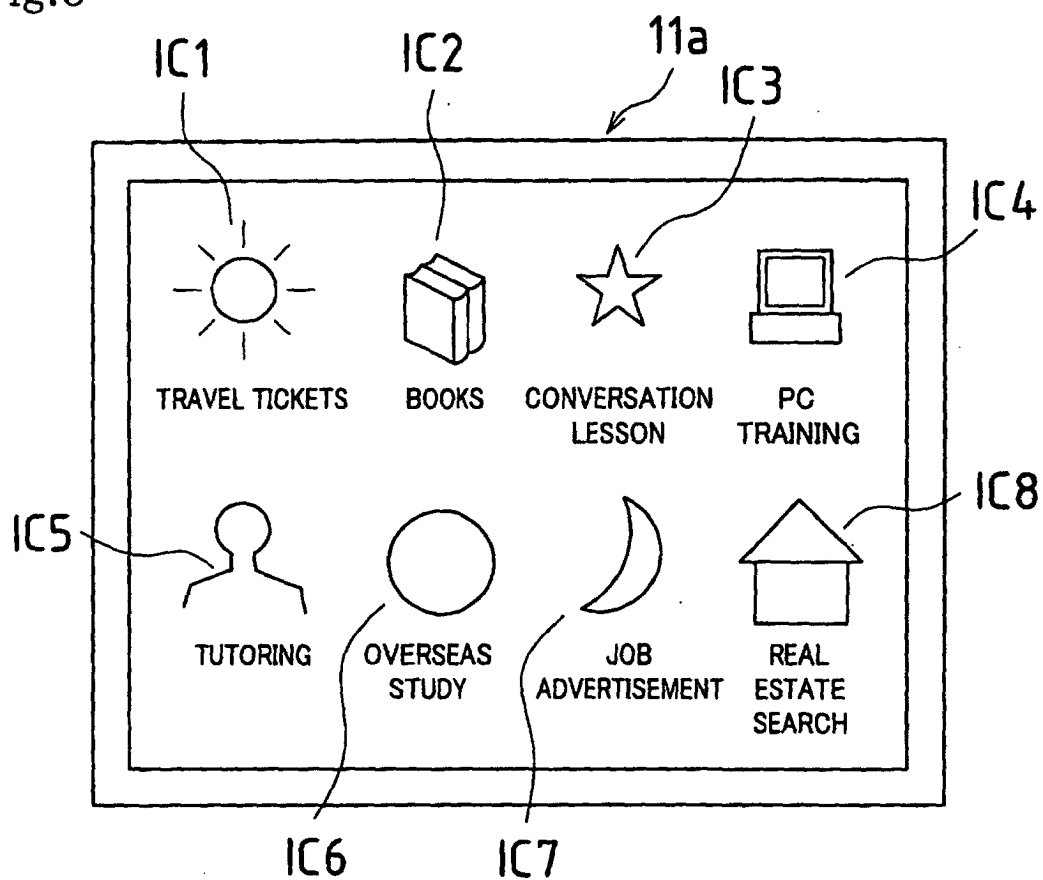 IC1
IC2
11a
IC3
IC4
TRAVEL TICKETS
BOOKS
CONVERSATION
LESSON
PC
TRAINING
IC5
IC8
TUTORING
OVERSEAS
STUDY
JOB
ADVERTISEMENT
REAL
ESTATE
SEARCH
IC6
IC7